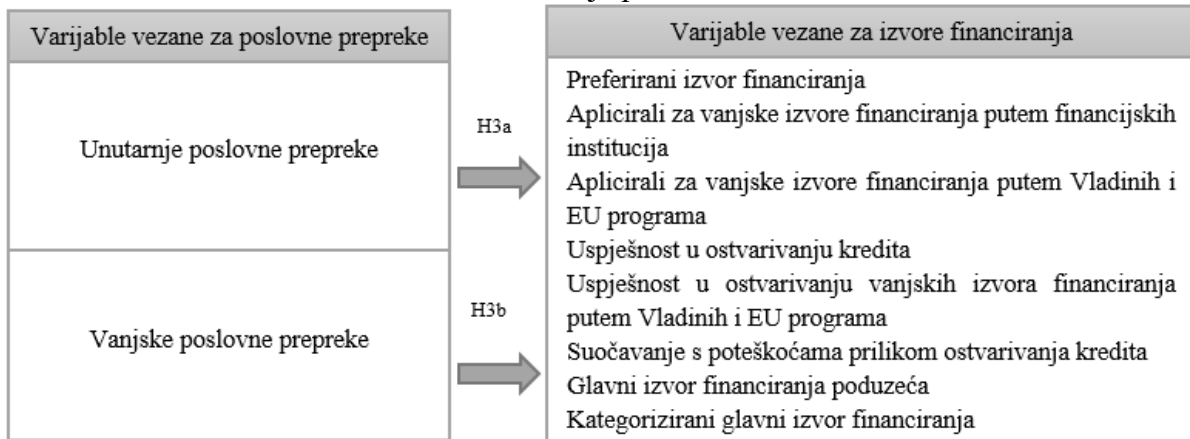 Varijable vezane za poslovne prepreke
Unutarnje poslovne prepreke
Vanjske poslovne prepreke
H3a
H3b
Varijable vezane za izvore financiranja
Preferirani izvor financiranja
Aplicirali za vanjske izvore financiranja putem financijskih
institucija
Aplicirali za vanjske izvore financiranja putem Vladinih i
EU programa
Uspješnost u ostvarivanju kredita
Uspješnost u ostvarivanju vanjskih izvora financiranja
putem Vladinih i EU programa
Suočavanje s poteškoćama prilikom ostvarivanja kredita
Glavni izvor financiranja poduzeća
Kategorizirani glavni izvor financiranja